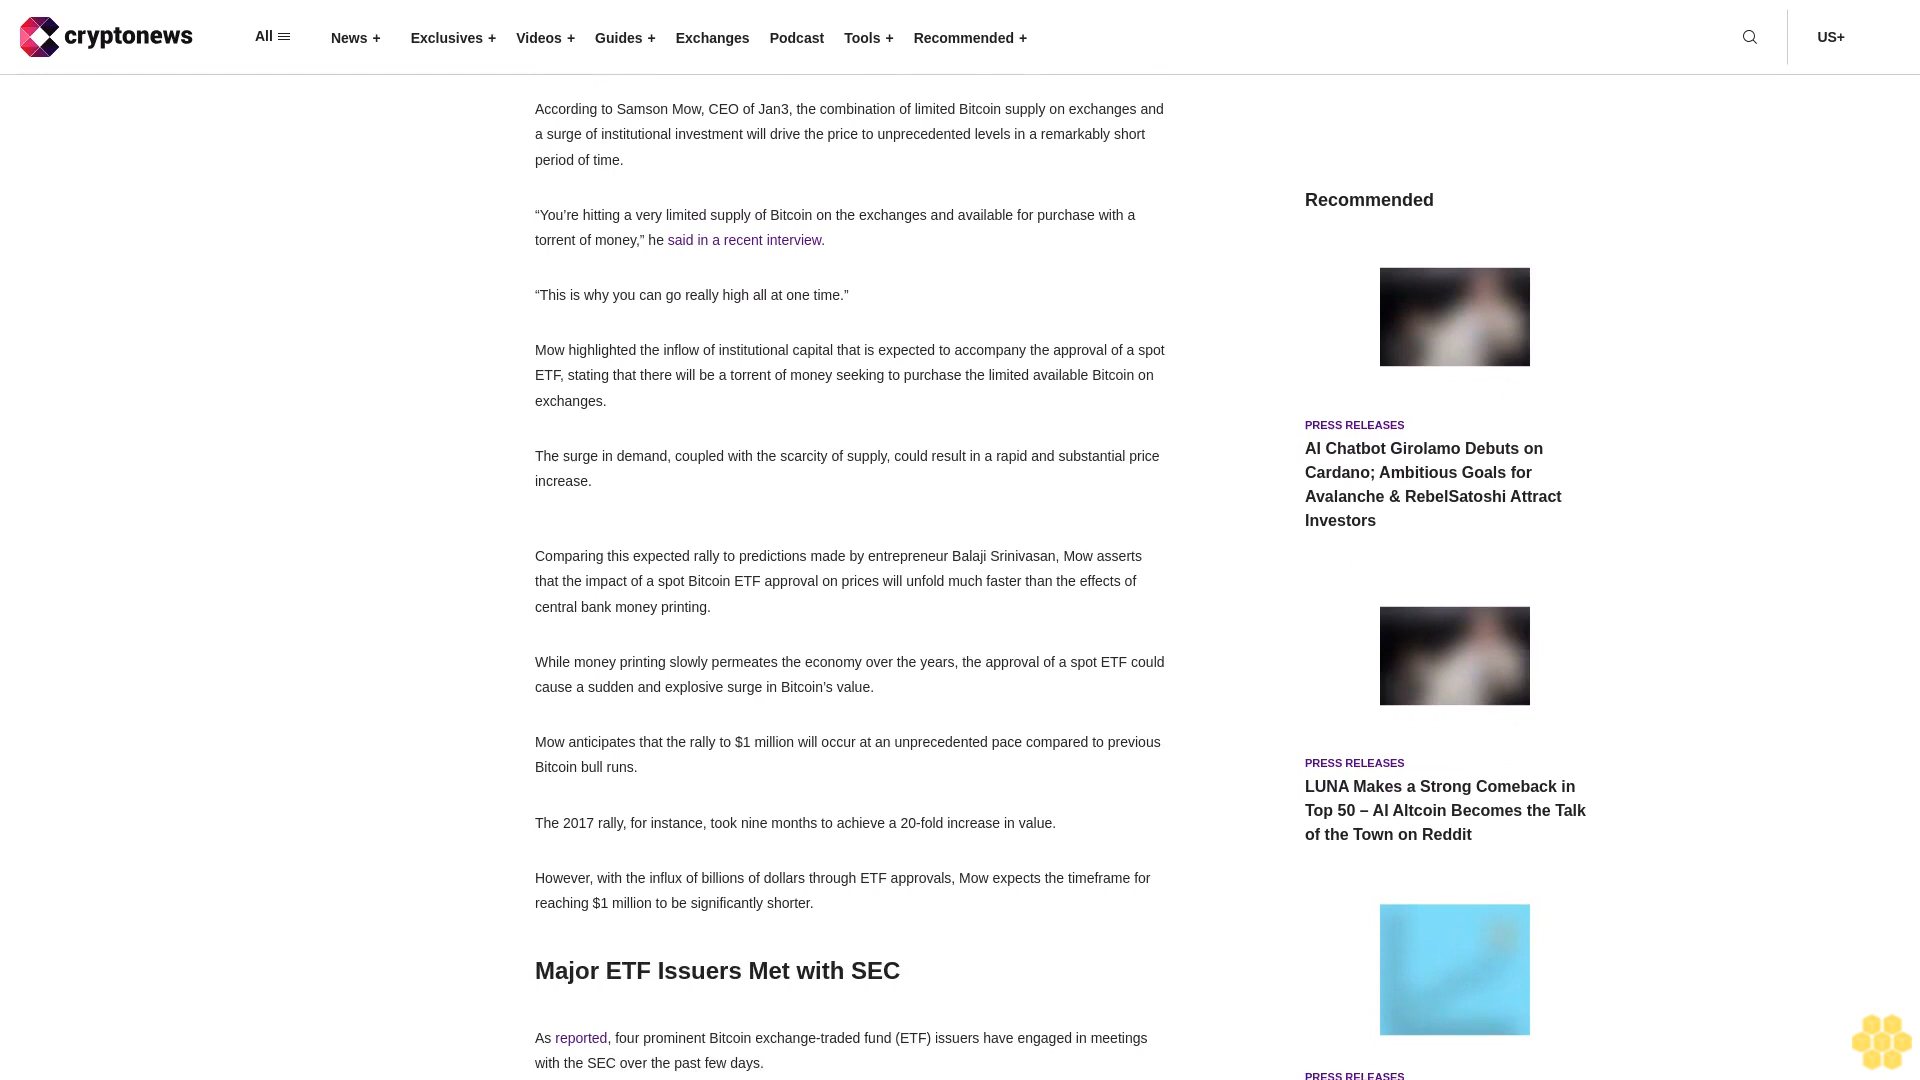 cryptonews
All
News +
Exclusives +
Videos +
Guides +
Exchanges
Podcast
Tools +
Recommended +
US+
According to Samson Mow, CEO of Jan3, the combination of limited Bitcoin supply on exchanges and
a surge of institutional investment will drive the price to unprecedented levels in a remarkably short
period of time.
“You’re hitting a very limited supply of Bitcoin on the exchanges and available for purchase with a
torrent of money,” he said in a recent interview.
“This is why you can go really high all at one time.”
Mow highlighted the inflow of institutional capital that is expected to accompany the approval of a spot
ETF, stating that there will be a torrent of money seeking to purchase the limited available Bitcoin on
exchanges.
The surge in demand, coupled with the scarcity of supply, could result in a rapid and substantial price
increase.
Comparing this expected rally to predictions made by entrepreneur Balaji Srinivasan, Mow asserts
that the impact of a spot Bitcoin ETF approval on prices will unfold much faster than the effects of
central bank money printing.
While money printing slowly permeates the economy over the years, the approval of a spot ETF could
cause a sudden and explosive surge in Bitcoin’s value.
Mow anticipates that the rally to $1 million will occur at an unprecedented pace compared to previous
Bitcoin bull runs.
The 2017 rally, for instance, took nine months to achieve a 20-fold increase in value.
However, with the influx of billions of dollars through ETF approvals, Mow expects the timeframe for
reaching $1 million to be significantly shorter.
Major ETF Issuers Met with SEC
As reported, four prominent Bitcoin exchange-traded fund (ETF) issuers have engaged in meetings
with the SEC over the past few days.
Recommended
PRESS RELEASES
AI Chatbot Girolamo Debuts on
Cardano; Ambitious Goals for
Avalanche & RebelSatoshi Attract
Investors
PRESS RELEASES
LUNA Makes a Strong Comeback in
Top 50 – AI Altcoin Becomes the Talk
of the Town on Reddit
PRESS RELEASES